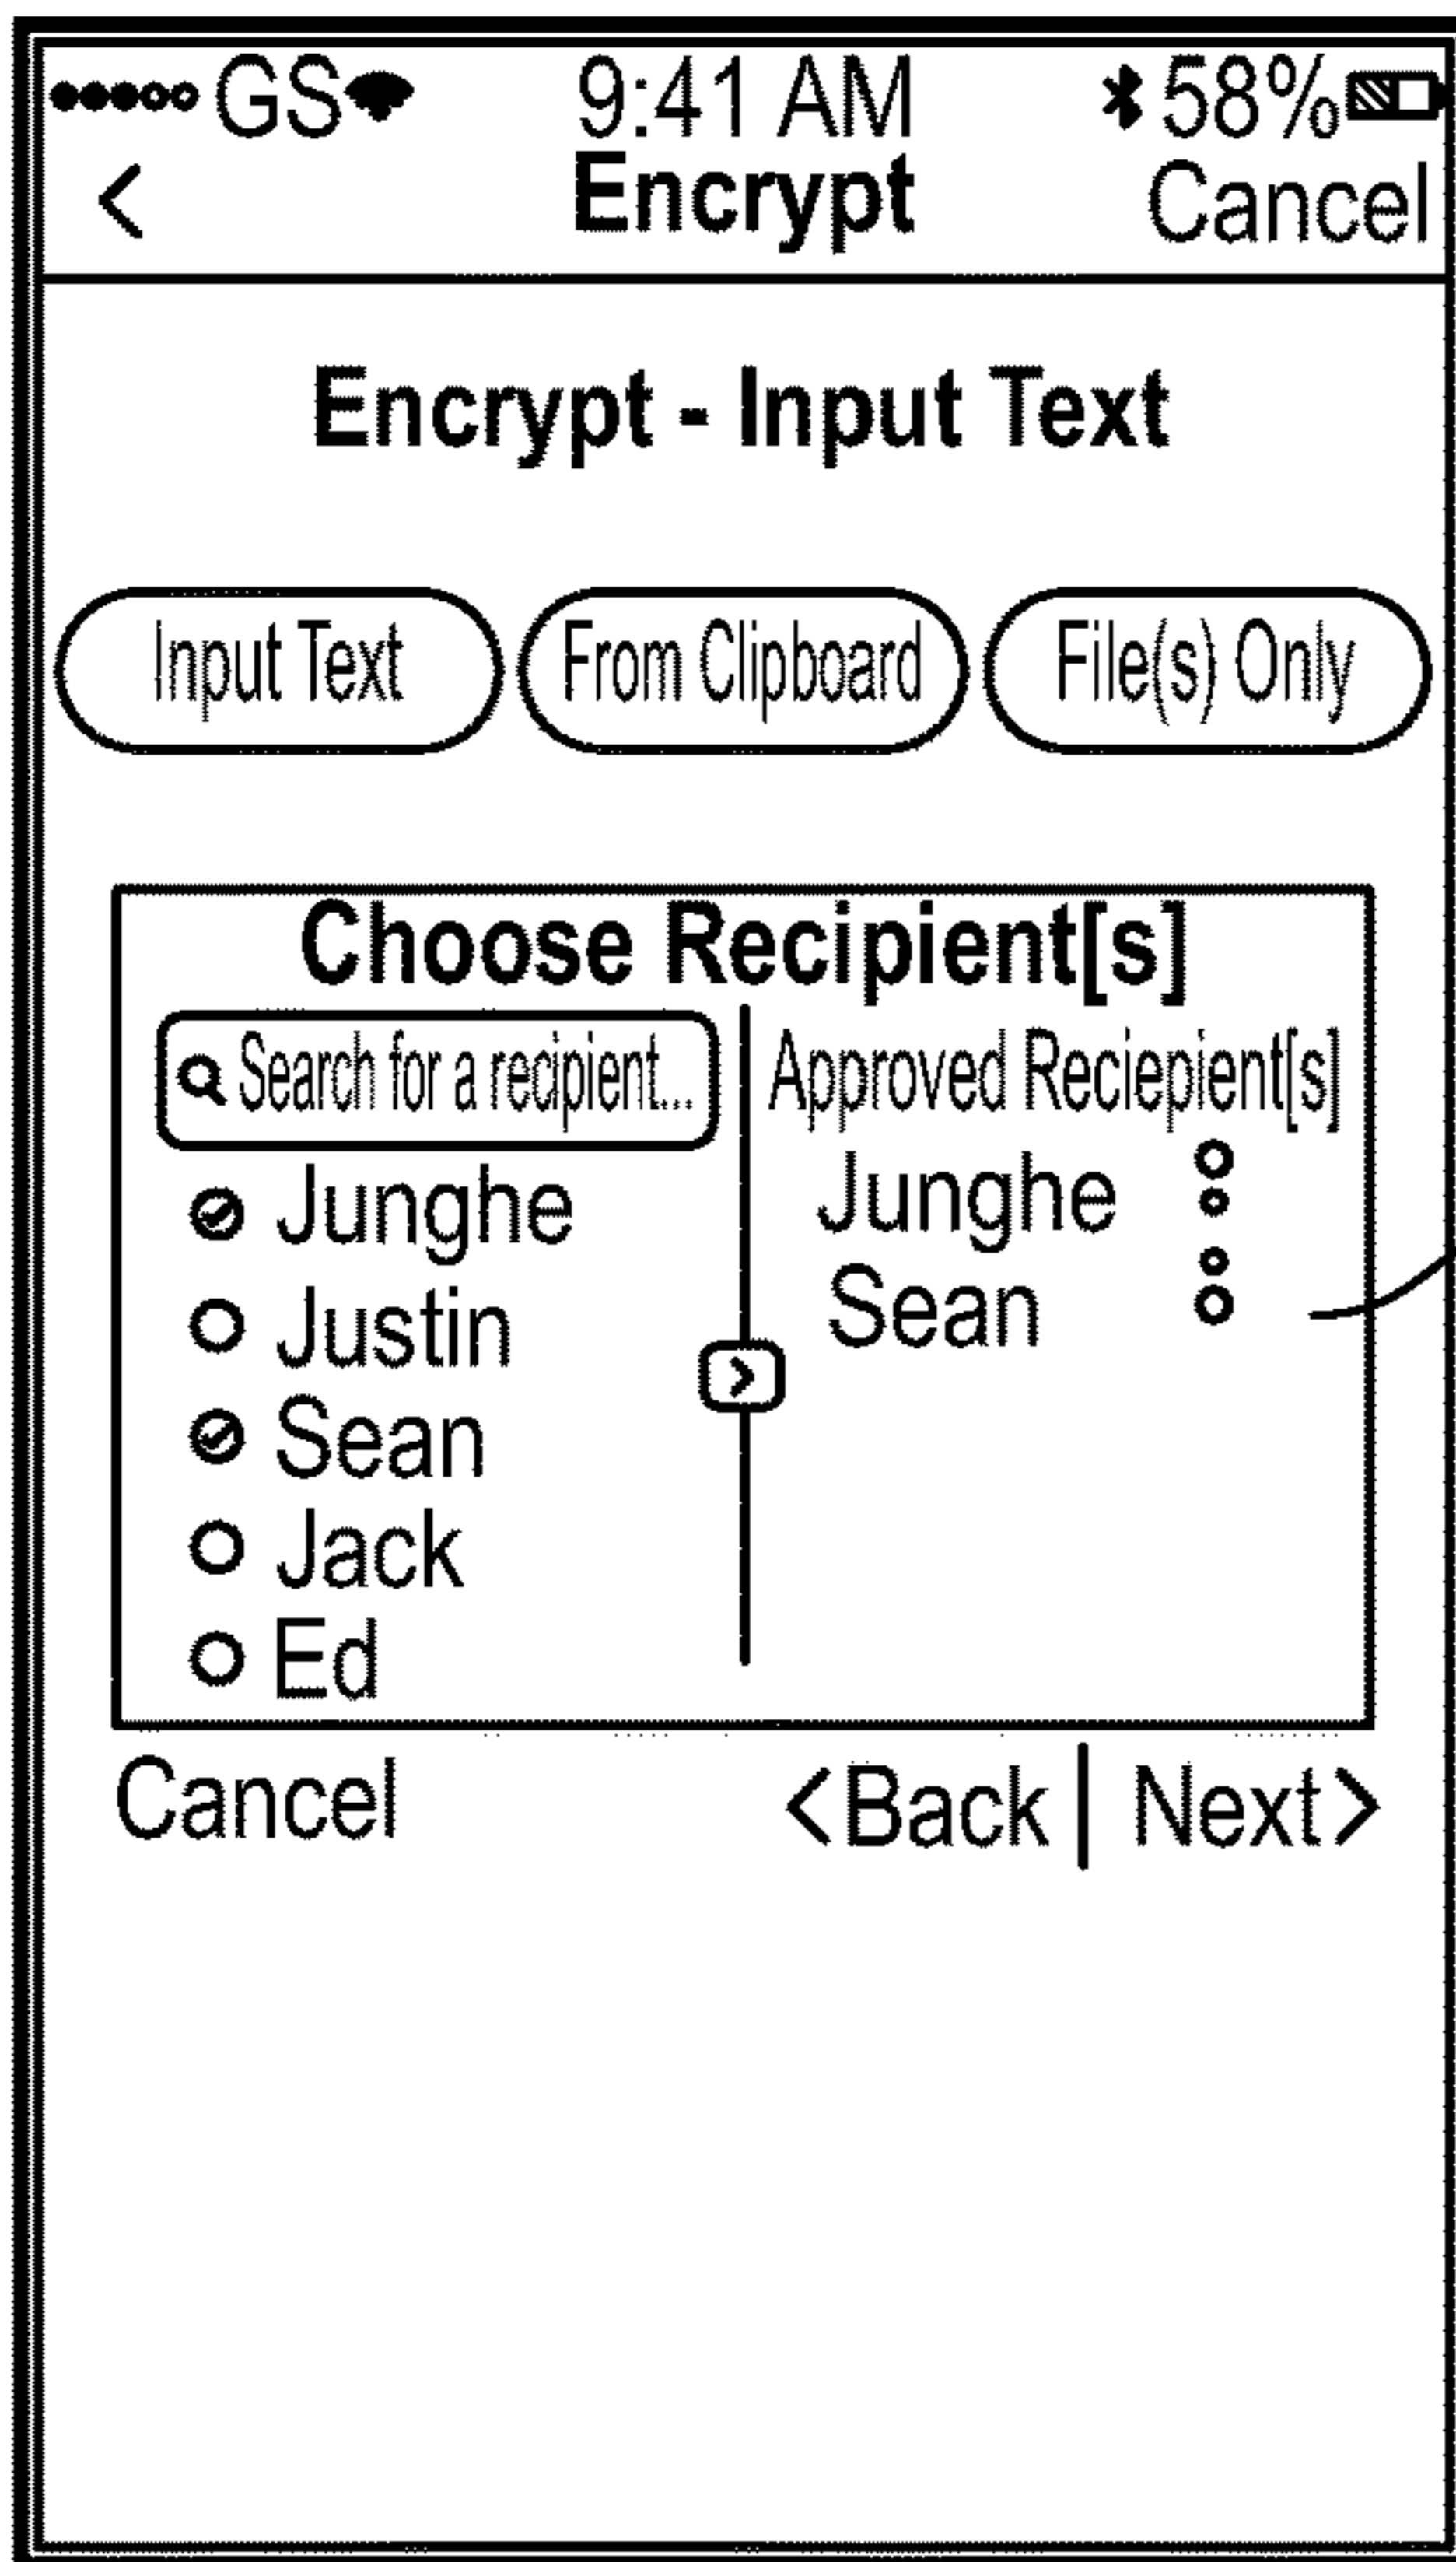 GS 9:41 AM 58%
< Encrypt Cancel
Encrypt - Input Text
Input Text From Clipboard File(s) Only
Choose Recipient[s]
Search for a recipient...
Junghe
Justin
Sean
Jack
Ed
>
Approved Reciepient[s]
Junghe
Sean
Cancel <Back | Next>